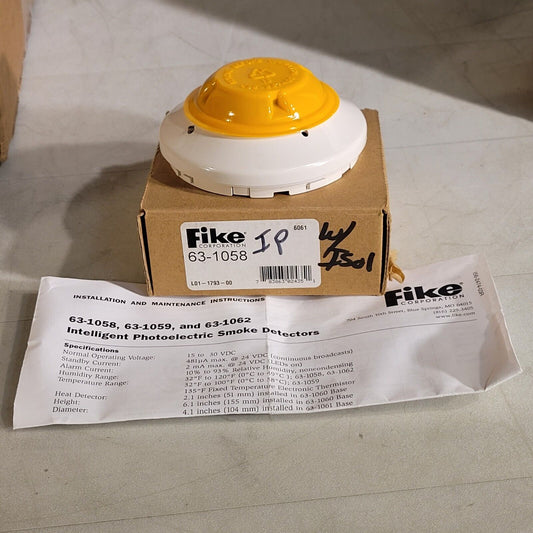 6061
Fike
CORPORATION
63-1058
IP
w/
Isol
L01-1793-00
Fike
CORPORATION
704 South 10th Street, Blue Springs, MO 64015
(816) 229-3405
www.fike.com
INSTALLATION AND MAINTENANCE INSTRUCTIONS
63-1058, 63-1059, and 63-1062
Intelligent Photoelectric Smoke Detectors
Specifications
Normal Operating Voltage: 15 to 30 VDC
Standby Current: @ 24 VDC (continuous broadcasts)
Alarm Current: 2 mA max. @ 24 VDC (LEDs on)
Humidity Range: 10% to 93% Relative Humidity, noncondensing
Temperature Range: 32°F to 120°F (0°C to 49°C); 63-1058, 63-1062
32°F to 100°F (0°C to 38°C); 63-1059
Heat Detector: 135°F Fixed Temperature Electronic Thermistor
Height: 2.1 inches (51 mm) installed in 63-1060 Base
Diameter: 6.1 inches (155 mm) installed in 63-1060 Base
4.1 inches (104 mm) installed in 63-1061 Base